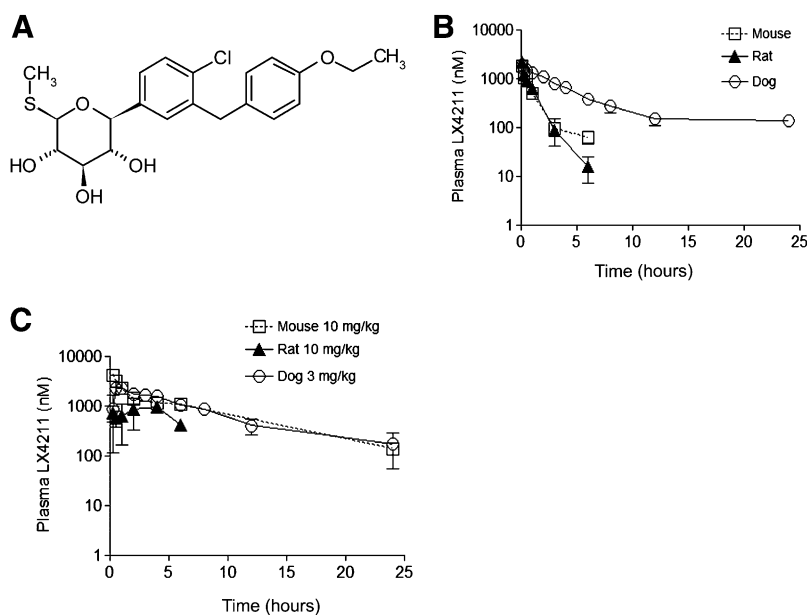 A
CH3
S
O
Cl
O
CH3
HO
OH
OH
B
Mouse
Rat
Dog
Plasma LX4211 (nM)
10000
1000
100
10
1
0
5
10
15
20
25
Time (hours)
C
Mouse 10 mg/kg
Rat 10 mg/kg
Dog 3 mg/kg
Plasma LX4211 (nM)
10000
1000
100
10
1
0
5
10
15
20
25
Time (hours)